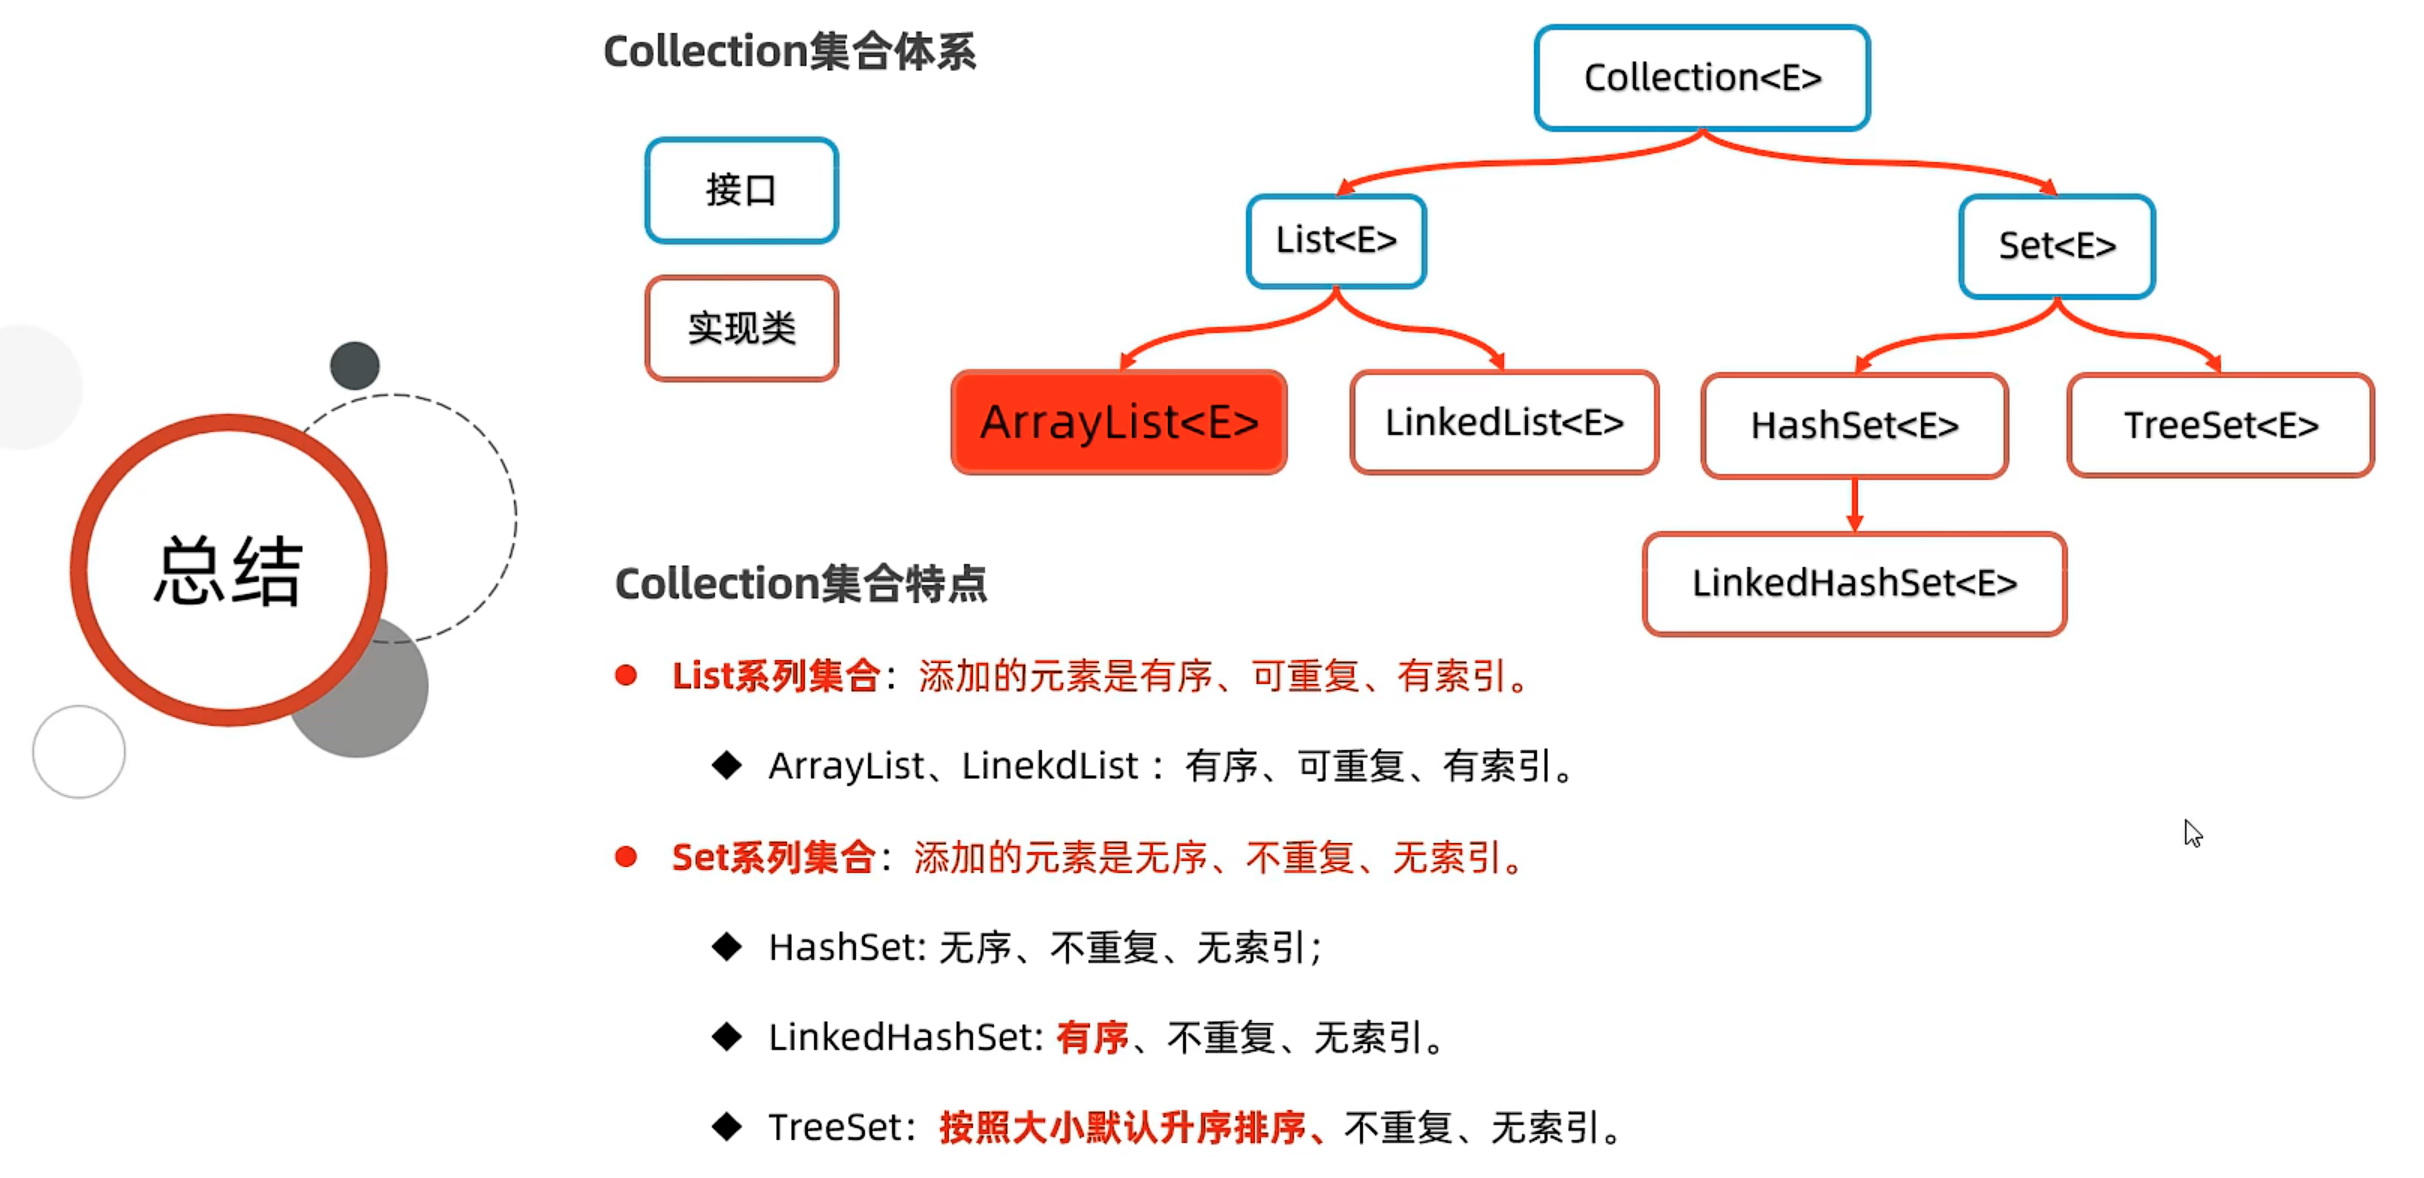 Collection集合体系
接口
实现类
Collection<E>
List<E>
Set<E>
ArrayList<E>
LinkedList<E>
HashSet<E>
TreeSet<E>
LinkedHashSet<E>
总结
Collection集合特点
List系列集合：添加的元素是有序、可重复、有索引。
ArrayList、LinekdList ：有序、可重复、有索引。
Set系列集合：添加的元素是无序、不重复、无索引。
HashSet: 无序、不重复、无索引；
LinkedHashSet: 有序、不重复、无索引。
TreeSet：按照大小默认升序排序、不重复、无索引。